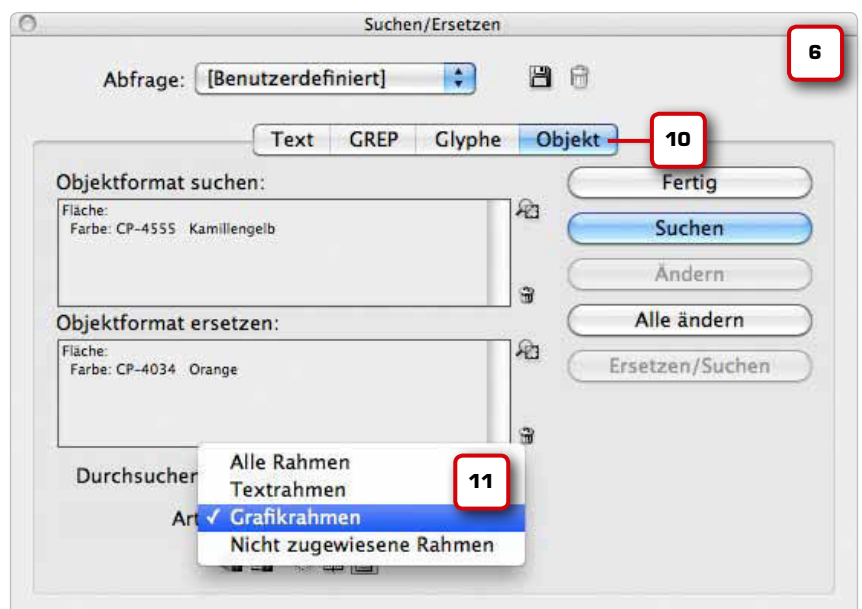 Suchen/Ersetzen
6
Abfrage: [Benutzerdefiniert]
Text GREP Glyphe Objekt
10
Objektformat suchen:
Fläche:
Farbe: CP-4555 Kamillengelb
Fertig
Suchen
Ändern
Objektformat ersetzen:
Fläche:
Farbe: CP-4034 Orange
Alle ändern
Ersetzen/Suchen
Durchsuchen
Alle Rahmen
Textrahmen
11
Art
Grafikrahmen
Nicht zugewiesene Rahmen